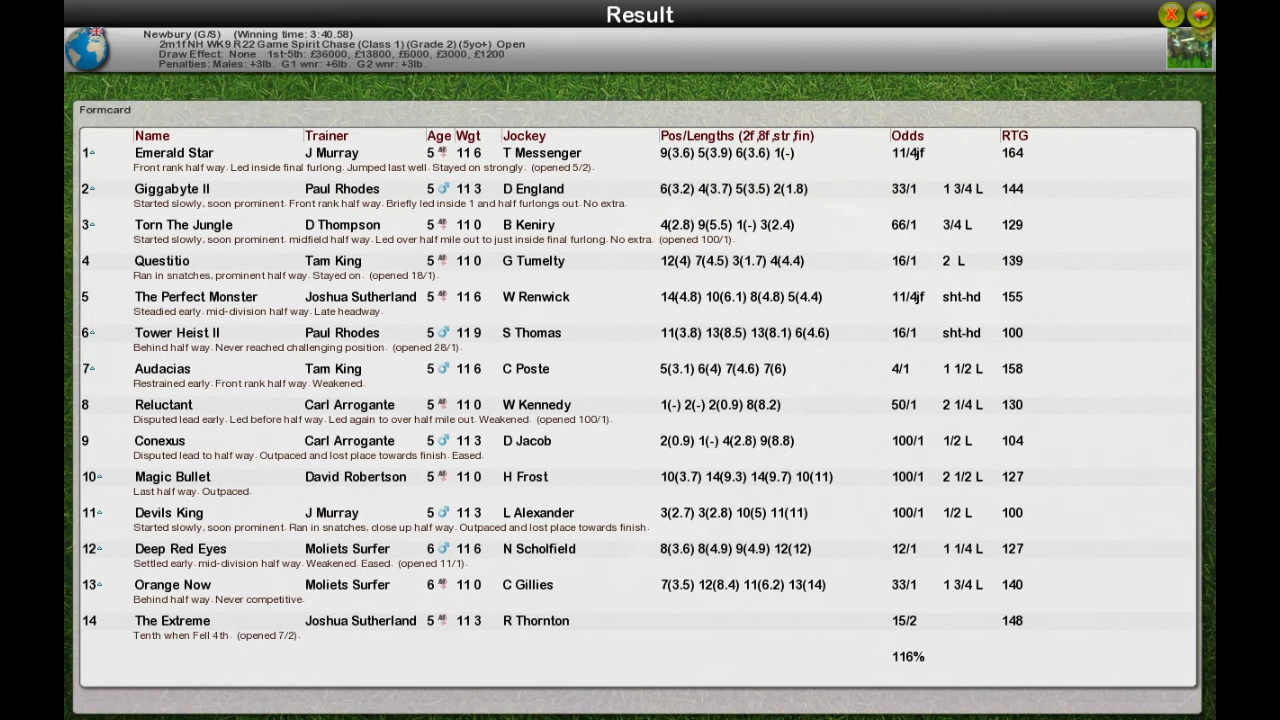 Result
X
Newbury (G/S) (Winning time: 3:40.58)
2m1f NH WK9 R22 Game Spirit Chase (Class 1) (Grade 2) (5yo+) Open
Draw Effect: None 1st-5th: £36000, £13800, £6000, £3000, £1200
Penalties: Males: +3lb. G1 wnr: +6lb. G2 wnr: +3lb.
Formcard
Name Trainer Age Wgt Jockey Pos/Lengths (2f,8f,str,fin) Odds RTG
1 Emerald Star J Murray 5 11 6 T Messenger 9(3.6) 5(3.9) 6(3.6) 1(-) 11/4jf 164
Front rank half way. Led inside final furlong. Jumped last well. Stayed on strongly. (opened 5/2).
2 Giggabyte II Paul Rhodes 5 11 3 D England 6(3.2) 4(3.7) 5(3.5) 2(1.8) 33/1 1 3/4 L 144
Started slowly, soon prominent. Front rank half way. Briefly led inside 1 and half furlongs out. No extra.
3 Torn The Jungle D Thompson 5 11 0 B Keniry 4(2.8) 9(5.5) 1(-) 3(2.4) 66/1 3/4 L 129
Started slowly, soon prominent. midfield half way. Led over half mile out to just inside final furlong. No extra. (opened 100/1).
4 Questitio Tam King 5 11 0 G Tumelty 12(4) 7(4.5) 3(1.7) 4(4.4) 16/1 2 L 139
Ran in snatches, prominent half way. Stayed on. (opened 18/1).
5 The Perfect Monster Joshua Sutherland 5 11 6 W Renwick 14(4.8) 10(6.1) 8(4.8) 5(4.4) 11/4jf sht-hd 155
Steadied early. mid-division half way. Late headway.
6 Tower Heist II Paul Rhodes 5 11 9 S Thomas 11(3.8) 13(8.5) 13(8.1) 6(4.6) 16/1 sht-hd 100
Behind half way. Never reached challenging position. (opened 28/1).
7 Audacias Tam King 5 11 6 C Poste 5(3.1) 6(4) 7(4.6) 7(6) 4/1 1 1/2 L 158
Restrained early. Front rank half way. Weakened.
8 Reluctant Carl Arrogante 5 11 0 W Kennedy 1(-) 2(-) 2(0.9) 8(8.2) 50/1 2 1/4 L 130
Disputed lead early. Led before half way. Led again to over half mile out. Weakened. (opened 100/1).
9 Conexus Carl Arrogante 5 11 3 D Jacob 2(0.9) 1(-) 4(2.8) 9(8.8) 100/1 1/2 L 104
Disputed lead to half way. Outpaced and lost place towards finish. Eased.
10 Magic Bullet David Robertson 5 11 0 H Frost 10(3.7) 14(9.3) 14(9.7) 10(11) 100/1 2 1/2 L 127
Last half way. Outpaced.
11 Devils King J Murray 5 11 3 L Alexander 3(2.7) 3(2.8) 10(5) 11(11) 100/1 1/2 L 100
Started slowly, soon prominent. Ran in snatches, close up half way. Outpaced and lost place towards finish.
12 Deep Red Eyes Moliets Surfer 6 11 6 N Scholfield 8(3.6) 8(4.9) 9(4.9) 12(12) 12/1 1 1/4 L 127
Settled early. mid-division half way. Weakened. Eased. (opened 11/1).
13 Orange Now Moliets Surfer 6 11 0 C Gillies 7(3.5) 12(8.4) 11(6.2) 13(14) 33/1 1 3/4 L 140
Behind half way. Never competitive.
14 The Extreme Joshua Sutherland 5 11 3 R Thornton 15/2 148
Tenth when Fell 4th. (opened 7/2).
116%